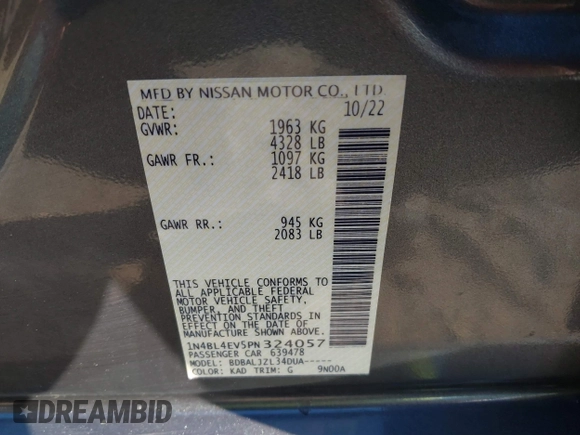 MFD BY NISSAN MOTOR CO., LTD.
DATE: 10/22
GVWR: 1963 KG
4328 LB
GAWR FR.: 1097 KG
2418 LB
GAWR RR.: 945 KG
2083 LB
THIS VEHICLE CONFORMS TO
ALL APPLICABLE FEDERAL
MOTOR VEHICLE SAFETY,
BUMPER, AND THEFT
PREVENTION STANDARDS IN
EFFECT ON THE DATE OF
MANUFACTURE SHOWN ABOVE.
1N4BL4EV5PN324057
PASSENGER CAR 639478
MODEL: BDBALJZL34DUA-----
COLOR: KAD TRIM: G 9N00A
DREAMBID